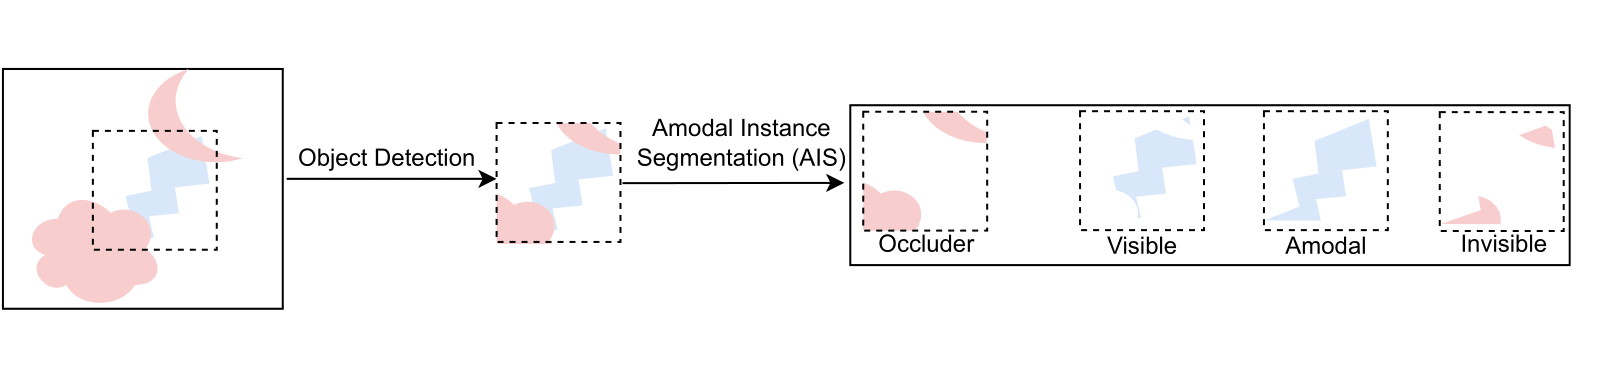 Object Detection
Amodal Instance
Segmentation (AIS)
Occluder
Visible
Amodal
Invisible